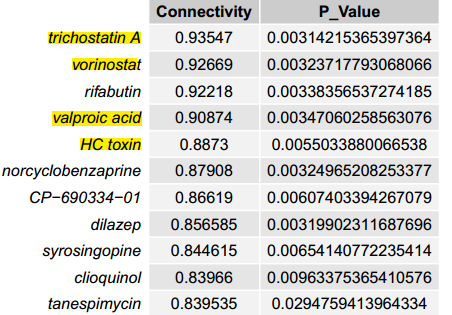 Connectivity P_Value
trichostatin A 0.93547 0.00314215365397364
vorinostat 0.92669 0.00323717793068066
rifabutin 0.92218 0.00338356537274185
valproic acid 0.90874 0.00347060258563076
HC toxin 0.8873 0.0055033880066538
norcyclobenzaprine 0.87908 0.00324965208253377
CP−690334−01 0.86619 0.00607403394267079
dilazep 0.856585 0.00319902311687696
syrosingopine 0.844615 0.00654140772235414
clioquinol 0.83966 0.00963375365410576
tanespimycin 0.839535 0.0294759413964334